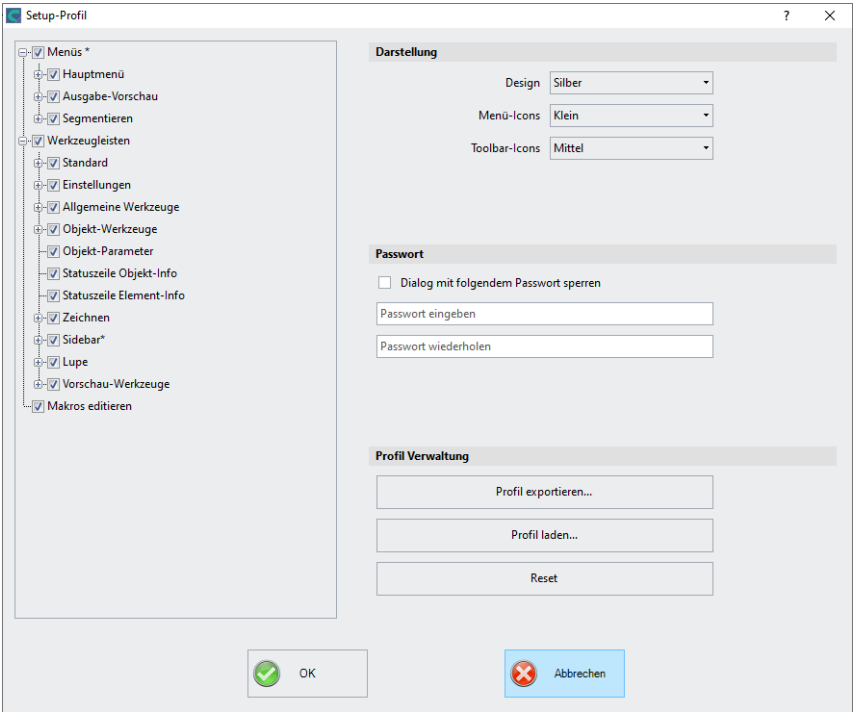 Setup-Profil
?
Menüs *
Hauptmenü
Ausgabe-Vorschau
Segmentieren
Werkzeugleisten
Standard
Einstellungen
Allgemeine Werkzeuge
Objekt-Werkzeuge
Objekt-Parameter
Statuszeile Objekt-Info
Statuszeile Element-Info
Zeichnen
Sidebar*
Lupe
Vorschau-Werkzeuge
Makros editieren
Darstellung
Design Silber
Menü-Icons Klein
Toolbar-Icons Mittel
Passwort
Dialog mit folgendem Passwort sperren
Passwort eingeben
Passwort wiederholen
Profil Verwaltung
Profil exportieren...
Profil laden...
Reset
OK
Abbrechen